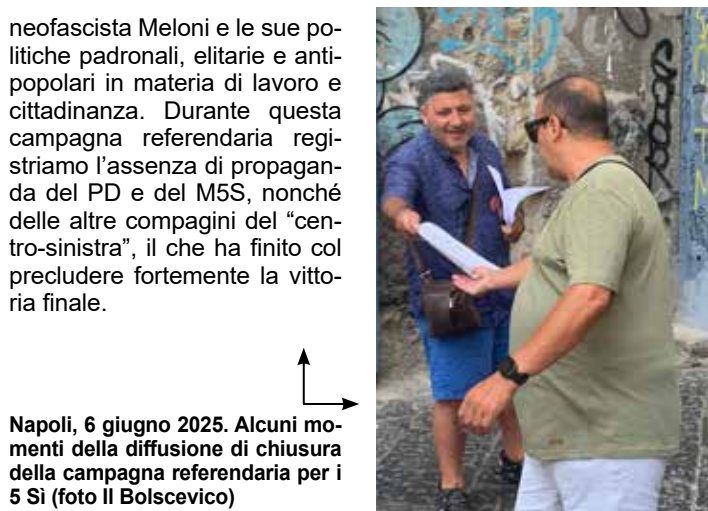 neofascista Meloni e le sue po-
litiche padronali, elitarie e anti-
popolari in materia di lavoro e
cittadinanza. Durante questa
campagna referendaria regi-
striamo l’assenza di propagan-
da del PD e del M5S, nonché
delle altre compagini del “cen-
tro-sinistra”, il che ha finito col
precludere fortemente la vitto-
ria finale.
Napoli, 6 giugno 2025. Alcuni mo-
menti della diffusione di chiusura
della campagna referendaria per i
5 Sì (foto Il Bolscevico)